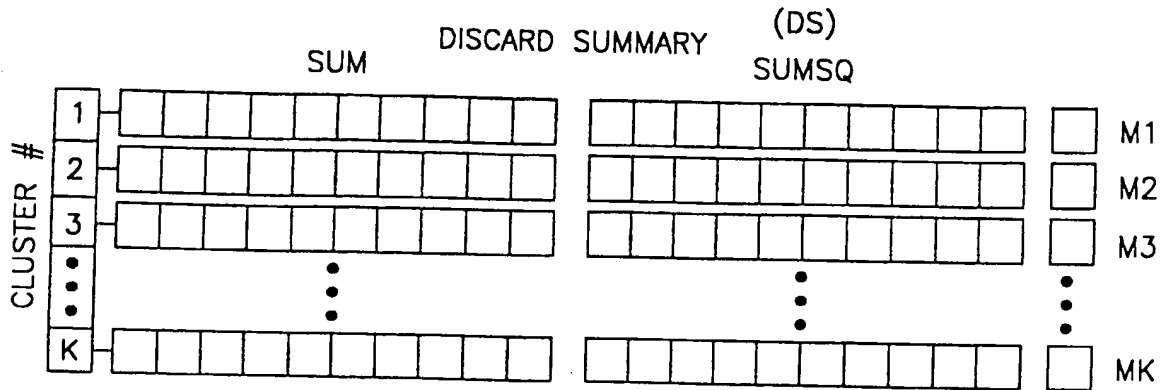 DISCARD SUMMARY (DS)
SUM SUMSQ
CLUSTER #
1 M1
2 M2
3 M3
K MK